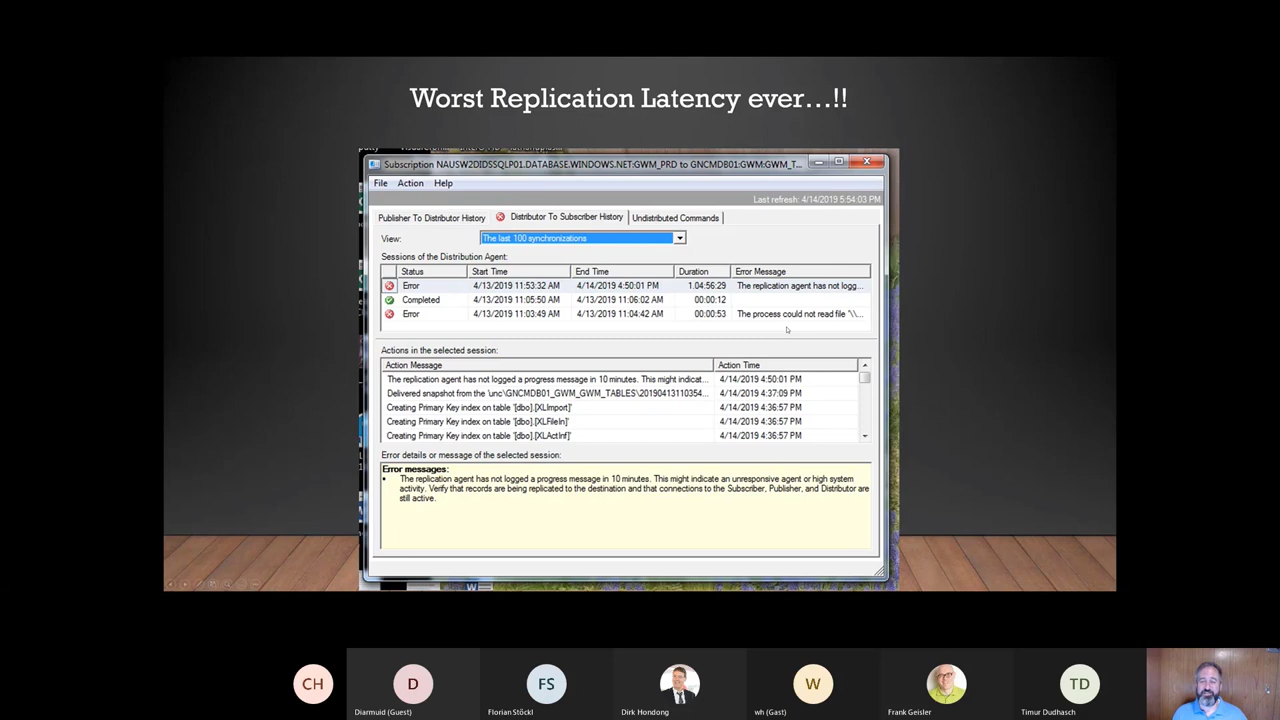 Worst Replication Latency ever...!!
Subscription NAUSW2DIDSSQLP01.DATABASE.WINDOWS.NET:GWM_PRD to GNCMDB01:GWM:GWM_T...
File Action Help
Last refresh: 4/14/2019 5:54:03 PM
Publisher To Distributor History Distributor To Subscriber History Undistributed Commands
View: The last 100 synchronizations
Sessions of the Distribution Agent:
Status Start Time End Time Duration Error Message
Error 4/13/2019 11:53:32 AM 4/14/2019 4:50:01 PM 1.04:56:29 The replication agent has not logg...
Completed 4/13/2019 11:05:50 AM 4/13/2019 11:06:02 AM 00:00:12
Error 4/13/2019 11:03:49 AM 4/13/2019 11:04:42 AM 00:00:53 The process could not read file '\\...
Actions in the selected session:
Action Message Action Time
The replication agent has not logged a progress message in 10 minutes. This might indicat... 4/14/2019 4:50:01 PM
Delivered snapshot from the 'unc\GNCMDB01_GWM_GWM_TABLES\20190413110354... 4/14/2019 4:37:09 PM
Creating Primary Key index on table '[dbo].[XLImport]' 4/14/2019 4:36:57 PM
Creating Primary Key index on table '[dbo].[XLFileIn]' 4/14/2019 4:36:57 PM
Creating Primary Key index on table '[dbo].[XLActInf]' 4/14/2019 4:36:57 PM
Error details or message of the selected session:
Error messages:
• The replication agent has not logged a progress message in 10 minutes. This might indicate an unresponsive agent or high system
activity. Verify that records are being replicated to the destination and that connections to the Subscriber, Publisher, and Distributor are
still active.
CH D FS W TD
Diarmuid (Guest) Florian Stöckl Dirk Hondong wh (Gast) Frank Geisler Timur Dudhasch